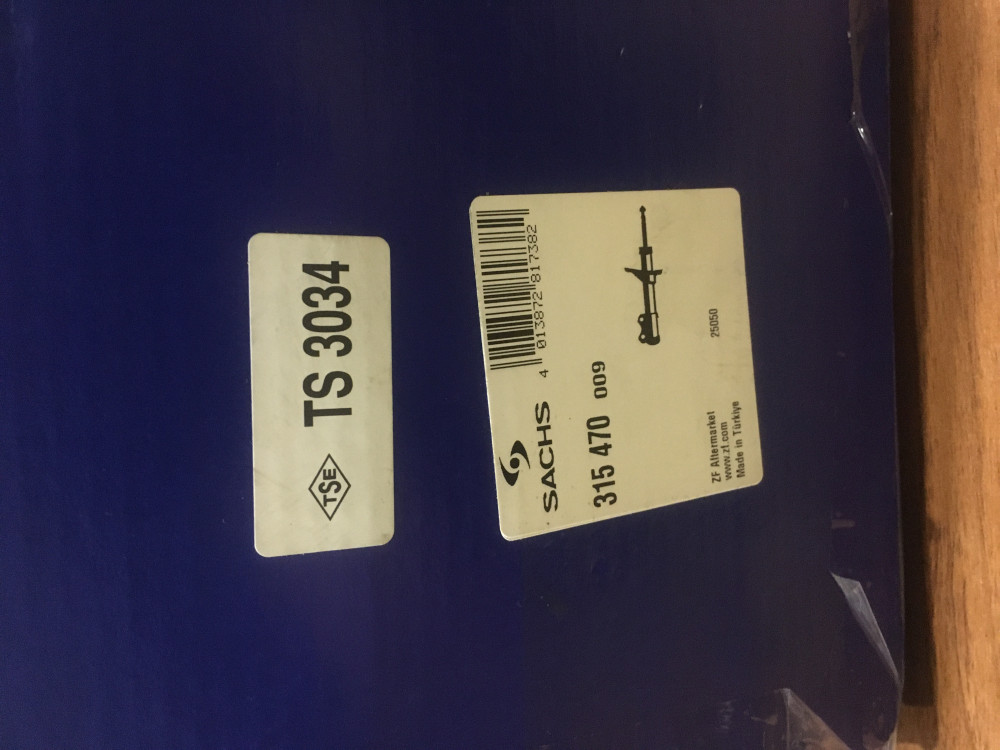 TSE TS 3034
SACHS
4 013872 817382
315 470 009
25050
ZF Aftermarket
www.zf.com
Made in Türkiye